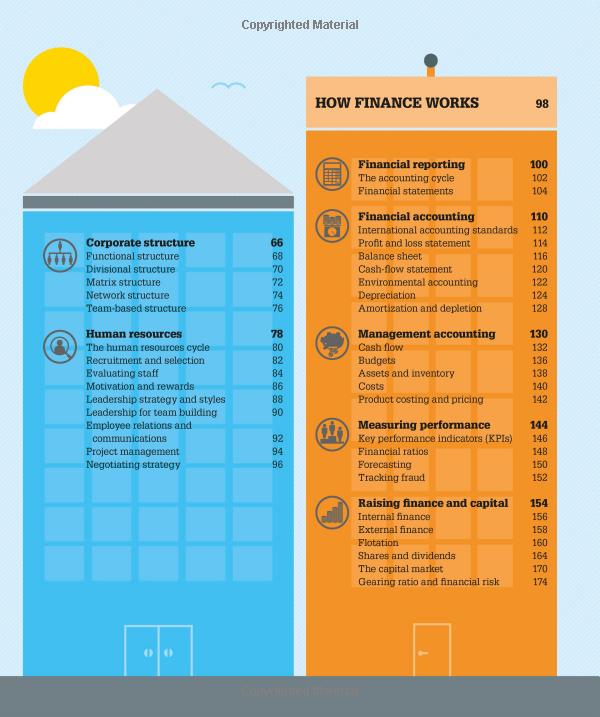 Copyrighted Material
Corporate structure 66
Functional structure 68
Divisional structure 70
Matrix structure 72
Network structure 74
Team-based structure 76
Human resources 78
The human resources cycle 80
Recruitment and selection 82
Evaluating staff 84
Motivation and rewards 86
Leadership strategy and styles 88
Leadership for team building 90
Employee relations and
communications 92
Project management 94
Negotiating strategy 96
HOW FINANCE WORKS 98
Financial reporting 100
The accounting cycle 102
Financial statements 104
Financial accounting 110
International accounting standards 112
Profit and loss statement 114
Balance sheet 116
Cash-flow statement 120
Environmental accounting 122
Depreciation 124
Amortization and depletion 128
Management accounting 130
Cash flow 132
Budgets 136
Assets and inventory 138
Costs 140
Product costing and pricing 142
Measuring performance 144
Key performance indicators (KPIs) 146
Financial ratios 148
Forecasting 150
Tracking fraud 152
Raising finance and capital 154
Internal finance 156
External finance 158
Flotation 160
Shares and dividends 164
The capital market 170
Gearing ratio and financial risk 174
Copyrighted Material